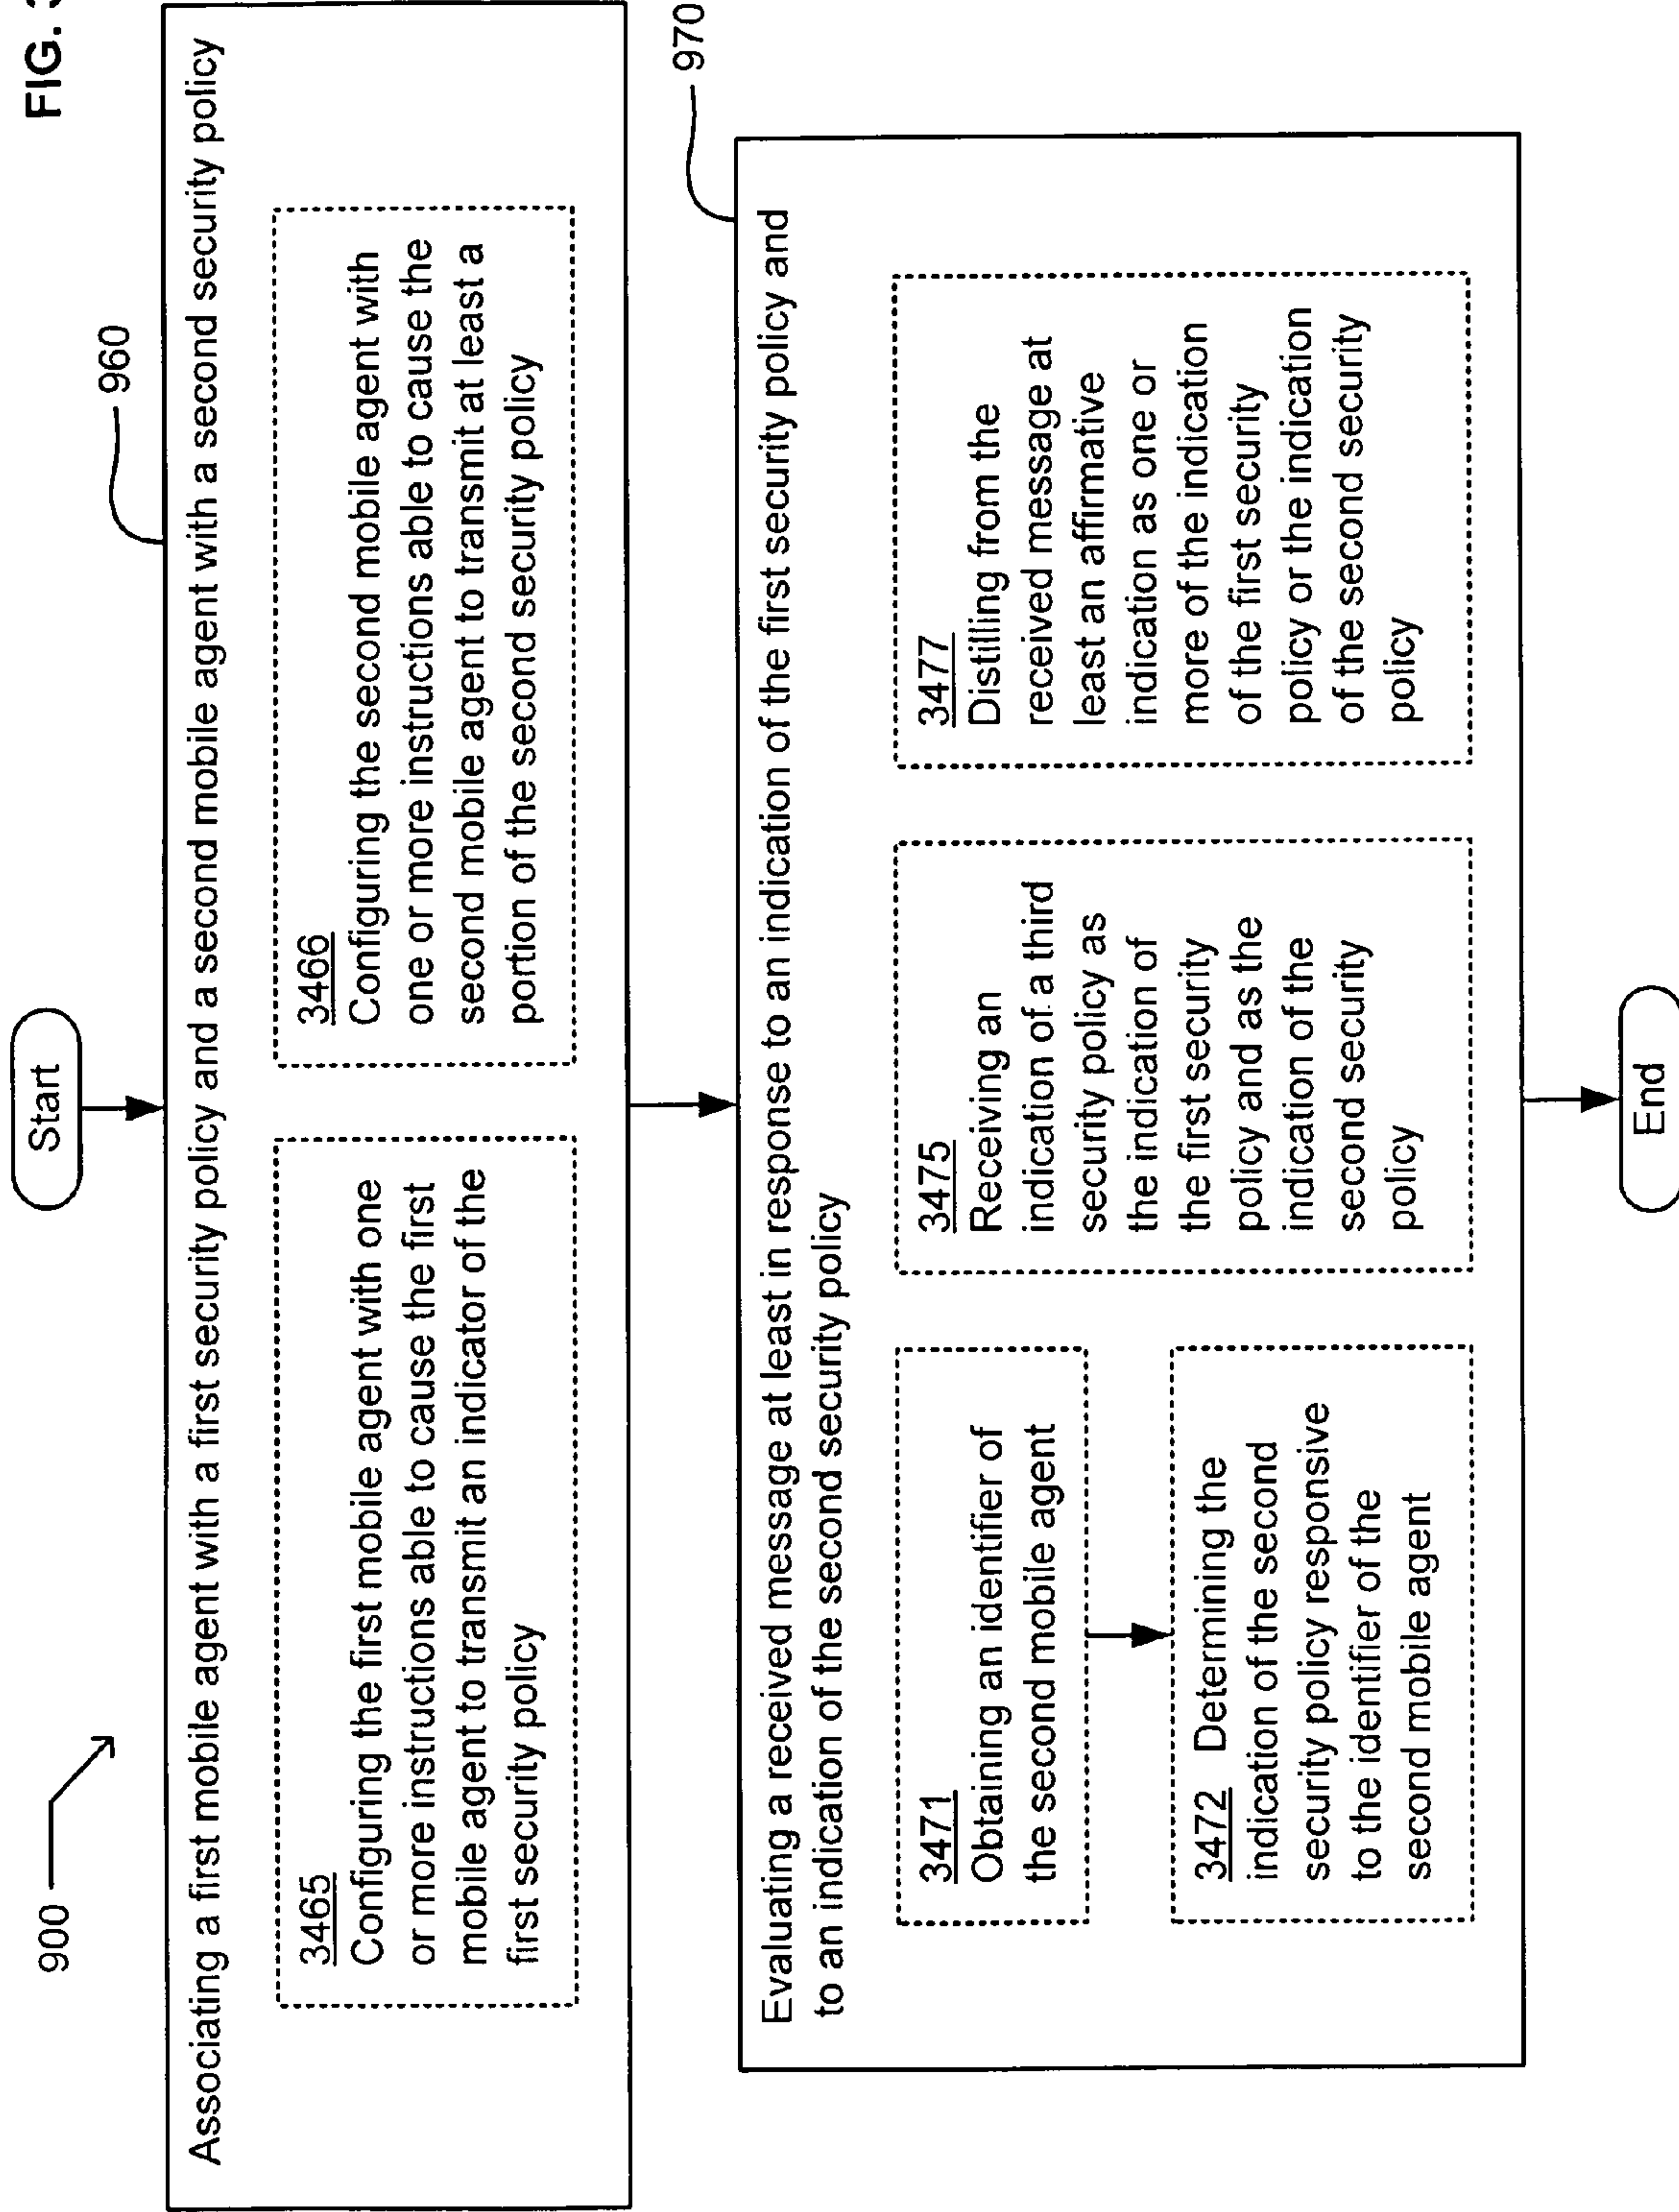 FIG. 3
900
Start
960
Associating a first mobile agent with a first security policy and a second mobile agent with a second security policy
3465
Configuring the first mobile agent with one
or more instructions able to cause the first
mobile agent to transmit an indicator of the
first security policy
3466
Configuring the second mobile agent with
one or more instructions able to cause the
second mobile agent to transmit at least a
portion of the second security policy
970
Evaluating a received message at least in response to an indication of the first security policy and
to an indication of the second security policy
3471
Obtaining an identifier of
the second mobile agent
3472 Determining the
indication of the second
security policy responsive
to the identifier of the
second mobile agent
3475
Receiving an
indication of a third
security policy as
the indication of
the first security
policy and as the
indication of the
second security
policy
3477
Distilling from the
received message at
least an affirmative
indication as one or
more of the indication
of the first security
policy or the indication
of the second security
policy
End